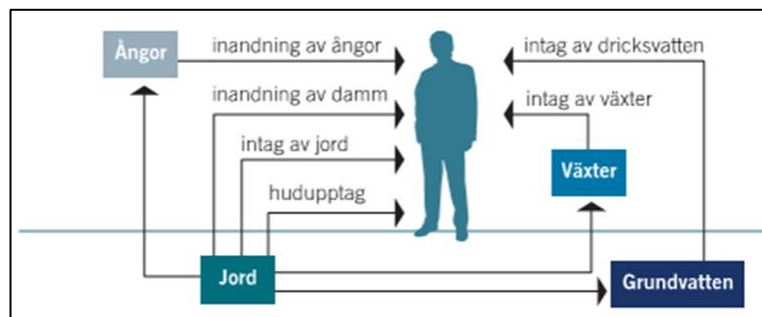 Ångor
inandning av ångor
intag av dricksvatten
inandning av damm
intag av växter
intag av jord
Växter
hudupptag
Jord
Grundvatten